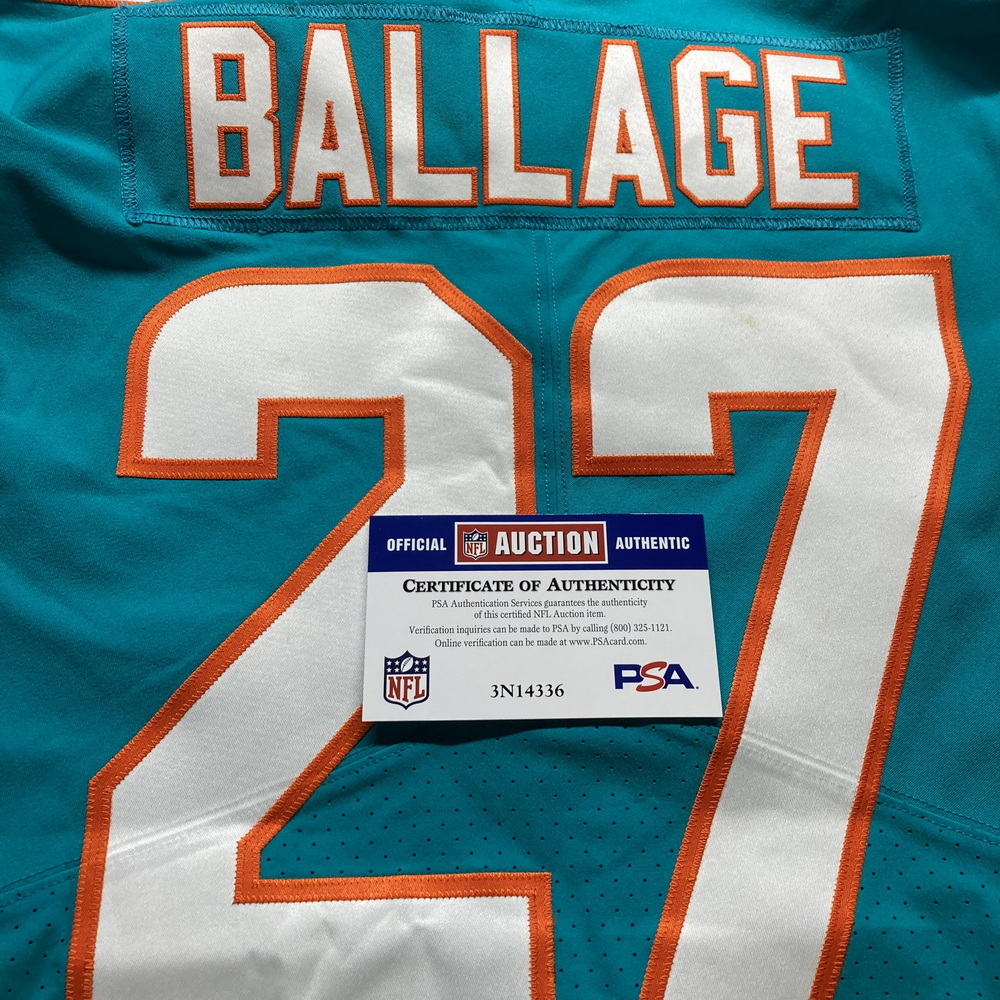 BALLAGE
27
OFFICIAL NFL AUCTION AUTHENTIC
CERTIFICATE OF AUTHENTICITY
PSA Authentication Services guarantees the authenticity
of this certified NFL Auction item.
Verification inquiries can be made to PSA by calling (800) 325-1121.
Online verification can be made at www.PSAcard.com.
NFL 3N14336 PSA.